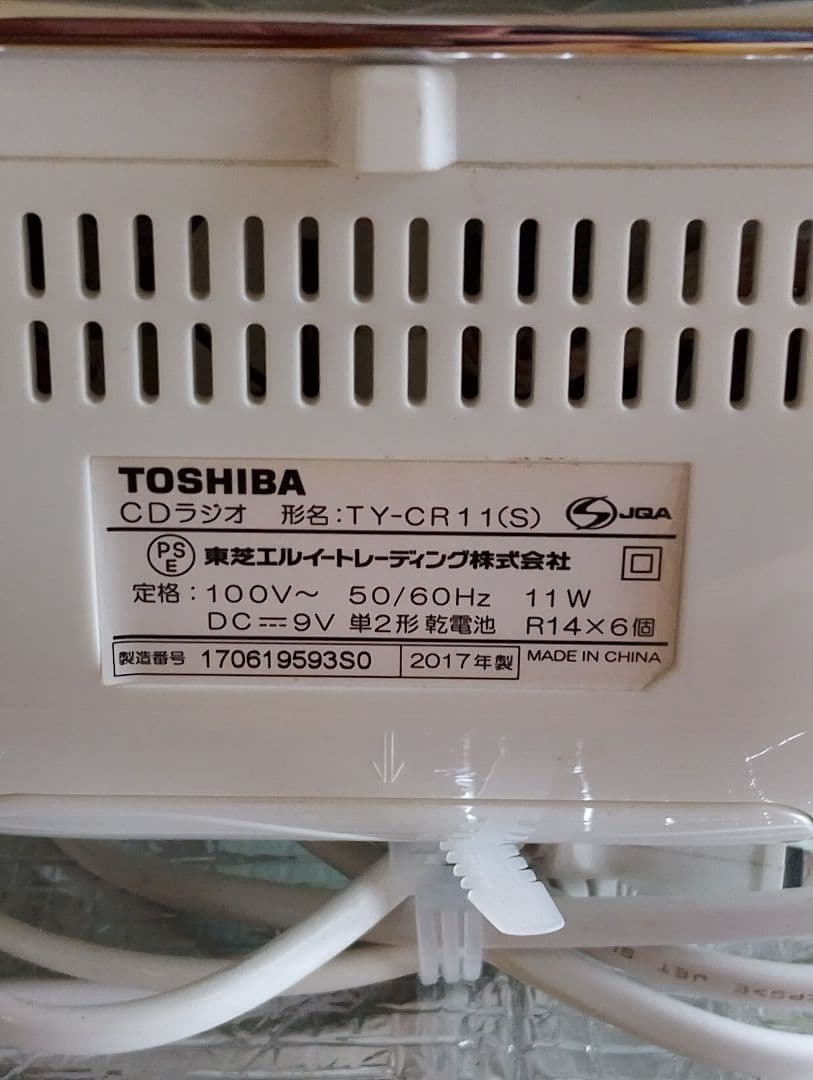 TOSHIBA
CDラジオ 形名:TY-CR11(S) JQA
PS E 東芝エルイートレーディング株式会社
定格:100V～ 50/60Hz 11W
DC⎓9V 単2形乾電池 R14×6個
製造番号 170619593S0 2017年製 MADE IN CHINA
JET